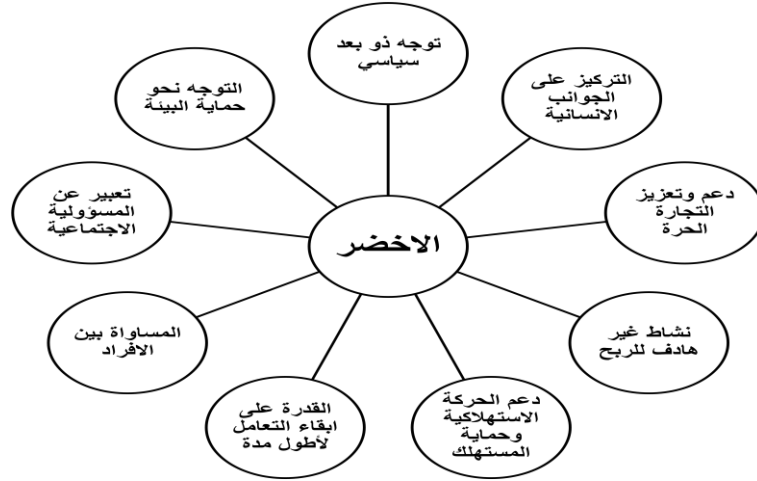 توجه ذو بعد
سياسي
التركيز على
الجوانب
الانسانية
دعم وتعزيز
التجارة
الحرة
نشاط غير
هادف للربح
دعم الحركة
الاستهلاكية
وحماية
المستهلك
القدرة على
ابقاء التعامل
لأطول مدة
المساواة بين
الافراد
تعبير عن
المسؤولية
الاجتماعية
التوجه نحو
حماية البيئة
الاخضر